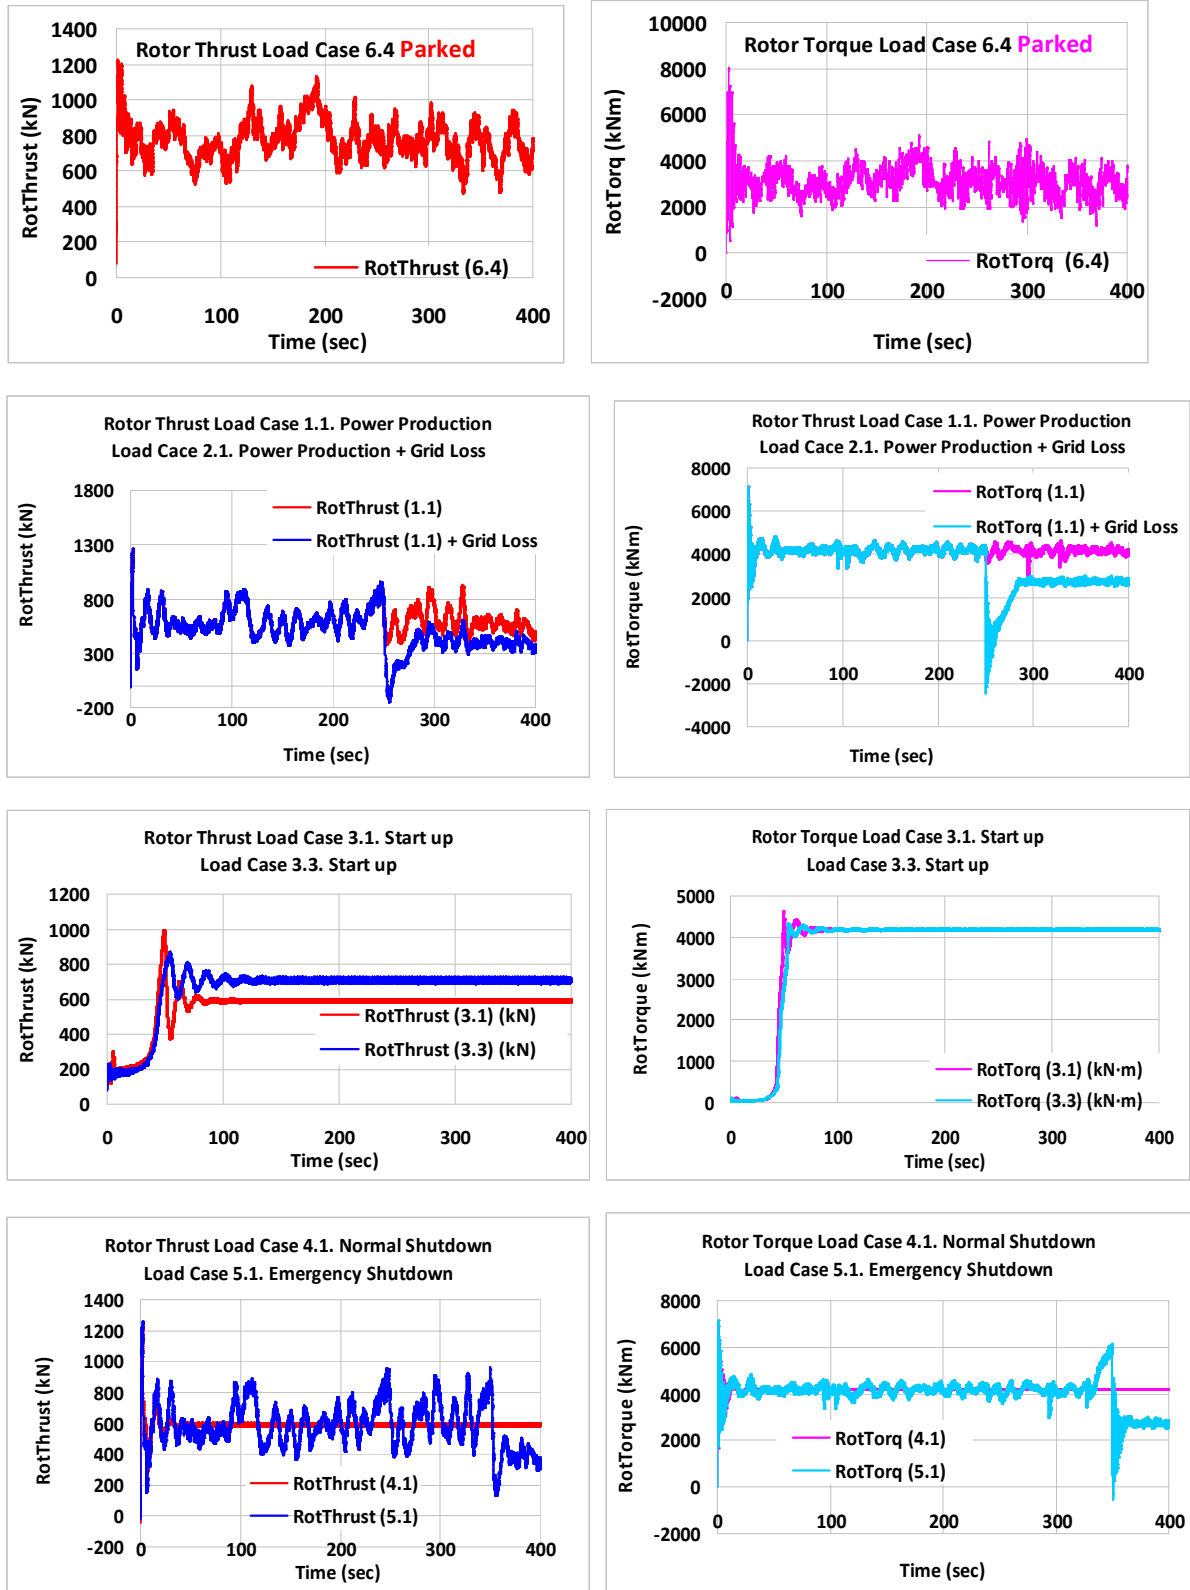 Rotor Thrust Load Case 6.4 Parked
RotThrust (kN)
1400
1200
1000
800
600
400
200
0
RotThrust (6.4)
0 100 200 300 400
Time (sec)
Rotor Torque Load Case 6.4 Parked
RotTorq (kNm)
10000
8000
6000
4000
2000
0
-2000
RotTorq (6.4)
0 100 200 300 400
Time (sec)
Rotor Thrust Load Case 1.1. Power Production
Load Cace 2.1. Power Production + Grid Loss
RotThrust (kN)
1800
1300
800
300
-200
RotThrust (1.1)
RotThrust (1.1) + Grid Loss
0 100 200 300 400
Time (sec)
Rotor Thrust Load Case 1.1. Power Production
Load Cace 2.1. Power Production + Grid Loss
RotTorque (kNm)
8000
6000
4000
2000
0
-2000
-4000
RotTorq (1.1)
RotTorq (1.1) + Grid Loss
0 100 200 300 400
Time (sec)
Rotor Thrust Load Case 3.1. Start up
Load Case 3.3. Start up
RotThrust (kN)
1200
1000
800
600
400
200
0
RotThrust (3.1) (kN)
RotThrust (3.3) (kN)
0 100 200 300 400
Time (sec)
Rotor Torque Load Case 3.1. Start up
Load Case 3.3. Start up
RotTorque (kNm)
5000
4000
3000
2000
1000
0
RotTorq (3.1) (kN·m)
RotTorq (3.3) (kN·m)
0 100 200 300 400
Time (sec)
Rotor Thrust Load Case 4.1. Normal Shutdown
Load Case 5.1. Emergency Shutdown
RotThrust (kN)
1400
1200
1000
800
600
400
200
0
-200
RotThrust (4.1)
RotThrust (5.1)
0 100 200 300 400
Time (sec)
Rotor Torque Load Case 4.1. Normal Shutdown
Load Case 5.1. Emergency Shutdown
RotTorque (kNm)
8000
6000
4000
2000
0
-2000
RotTorq (4.1)
RotTorq (5.1)
0 100 200 300 400
Time (sec)